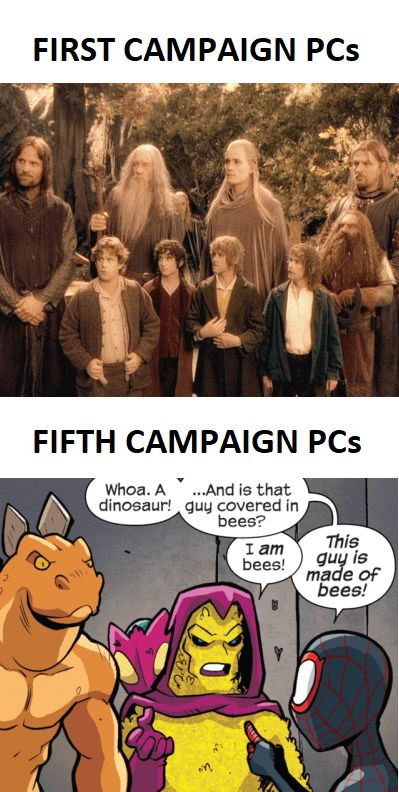 FIRST CAMPAIGN PCs
FIFTH CAMPAIGN PCs
Whoa. A
dinosaur!
...And is that
guy covered in
bees?
I am
bees!
This
guy is
made of
bees!